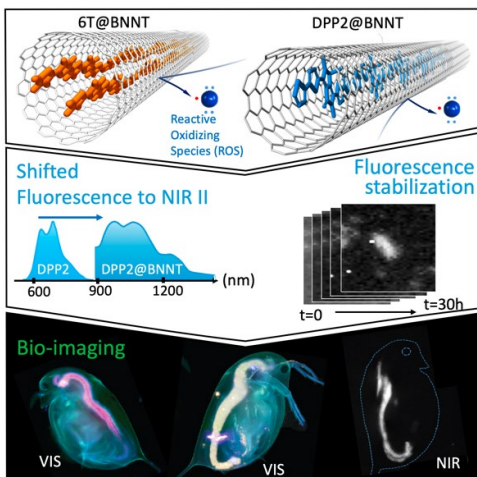 6T@BNNT
DPP2@BNNT
Reactive
Oxidizing
Species (ROS)
Shifted
Fluorescence to NIR II
DPP2
DPP2@BNNT
600
900
1200
(nm)
Fluorescence
stabilization
t=0
t=30h
Bio-imaging
VIS
VIS
NIR